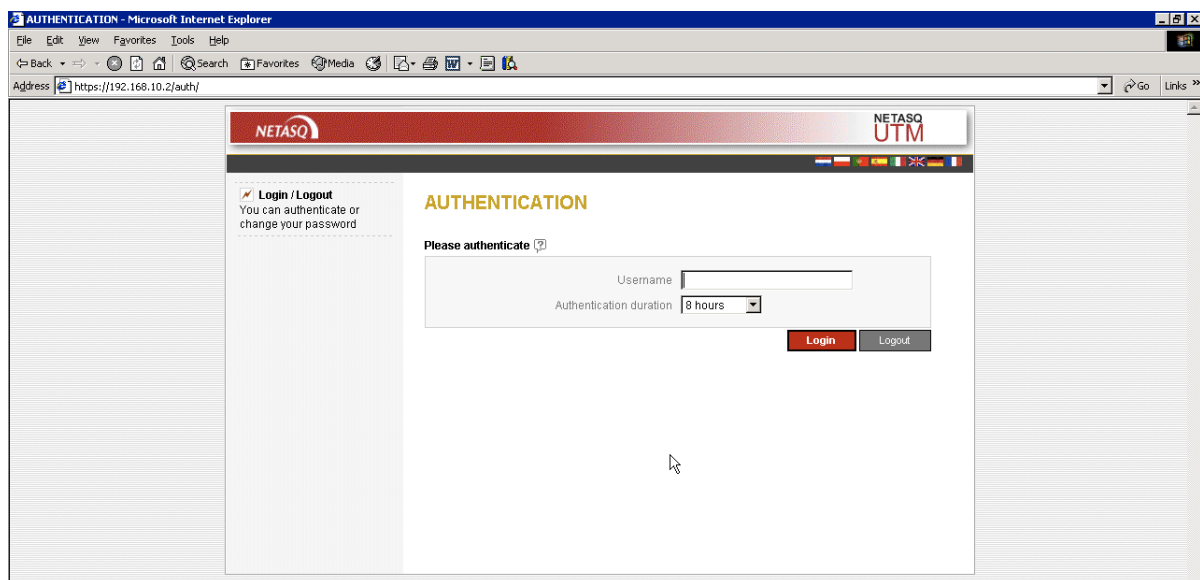 AUTHENTICATION - Microsoft Internet Explorer
File Edit View Favorites Tools Help
Back Search Favorites Media
Address https://192.168.10.2/auth/ Go Links »
NETASQ
NETASQ
UTM
Login / Logout
You can authenticate or
change your password
AUTHENTICATION
Please authenticate ?
Username
Authentication duration 8 hours
Login Logout